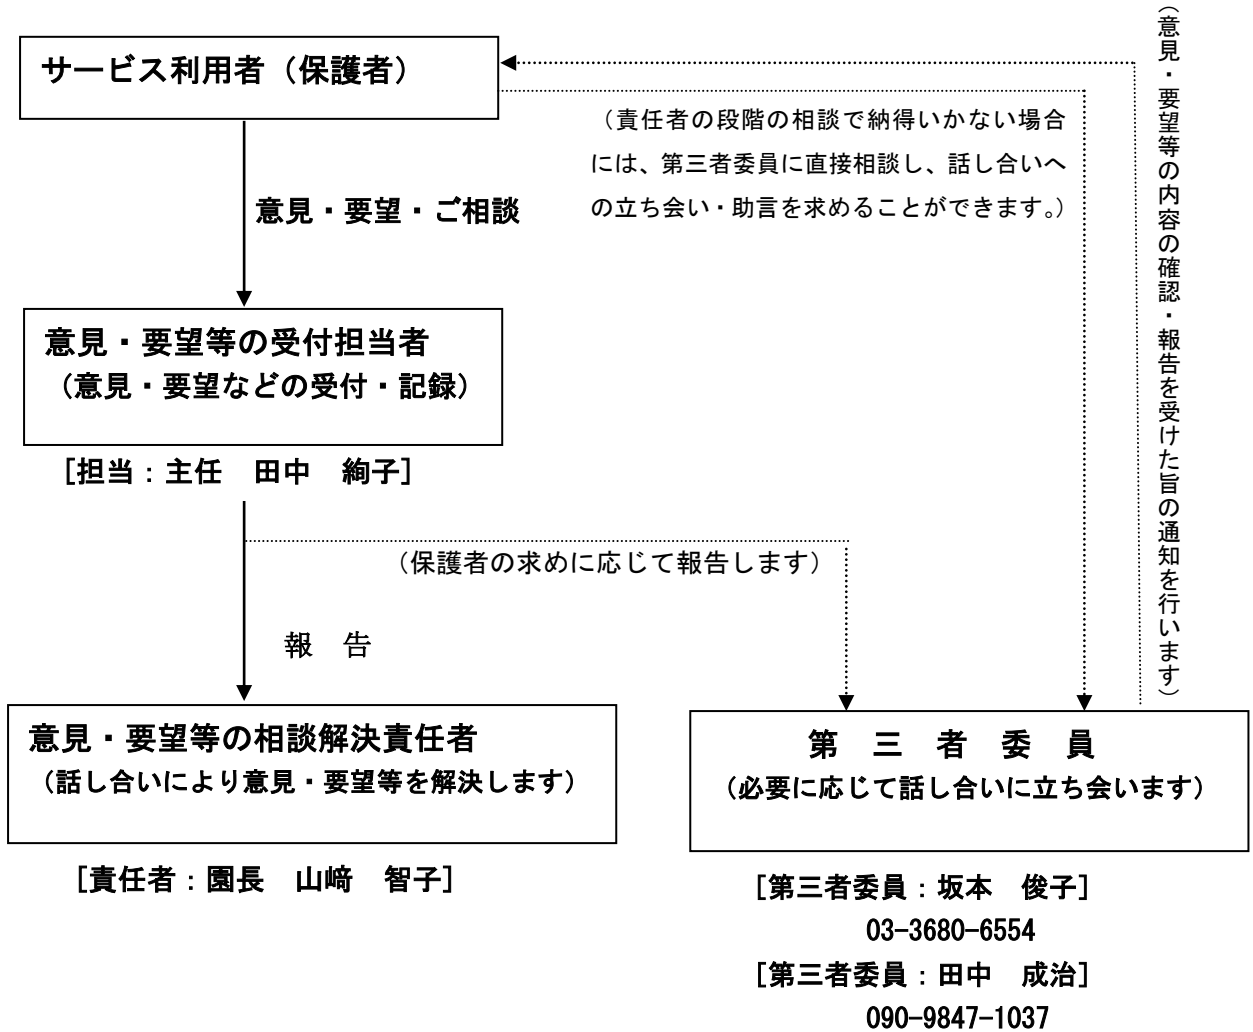 サービス利用者（保護者）
（責任者の段階の相談で納得いかない場合
には、第三者委員に直接相談し、話し合いへ
の立ち会い・助言を求めることができます。）
（意見・要望等の内容の確認・報告を受けた旨の通知を行います）
意見・要望・ご相談
意見・要望等の受付担当者
（意見・要望などの受付・記録）
［担当：主任　田中　絢子］
（保護者の求めに応じて報告します）
報　告
意見・要望等の相談解決責任者
（話し合いにより意見・要望等を解決します）
［責任者：園長　山﨑　智子］
第　三　者　委　員
（必要に応じて話し合いに立ち会います）
［第三者委員：坂本　俊子］
03-3680-6554
［第三者委員：田中　成治］
090-9847-1037